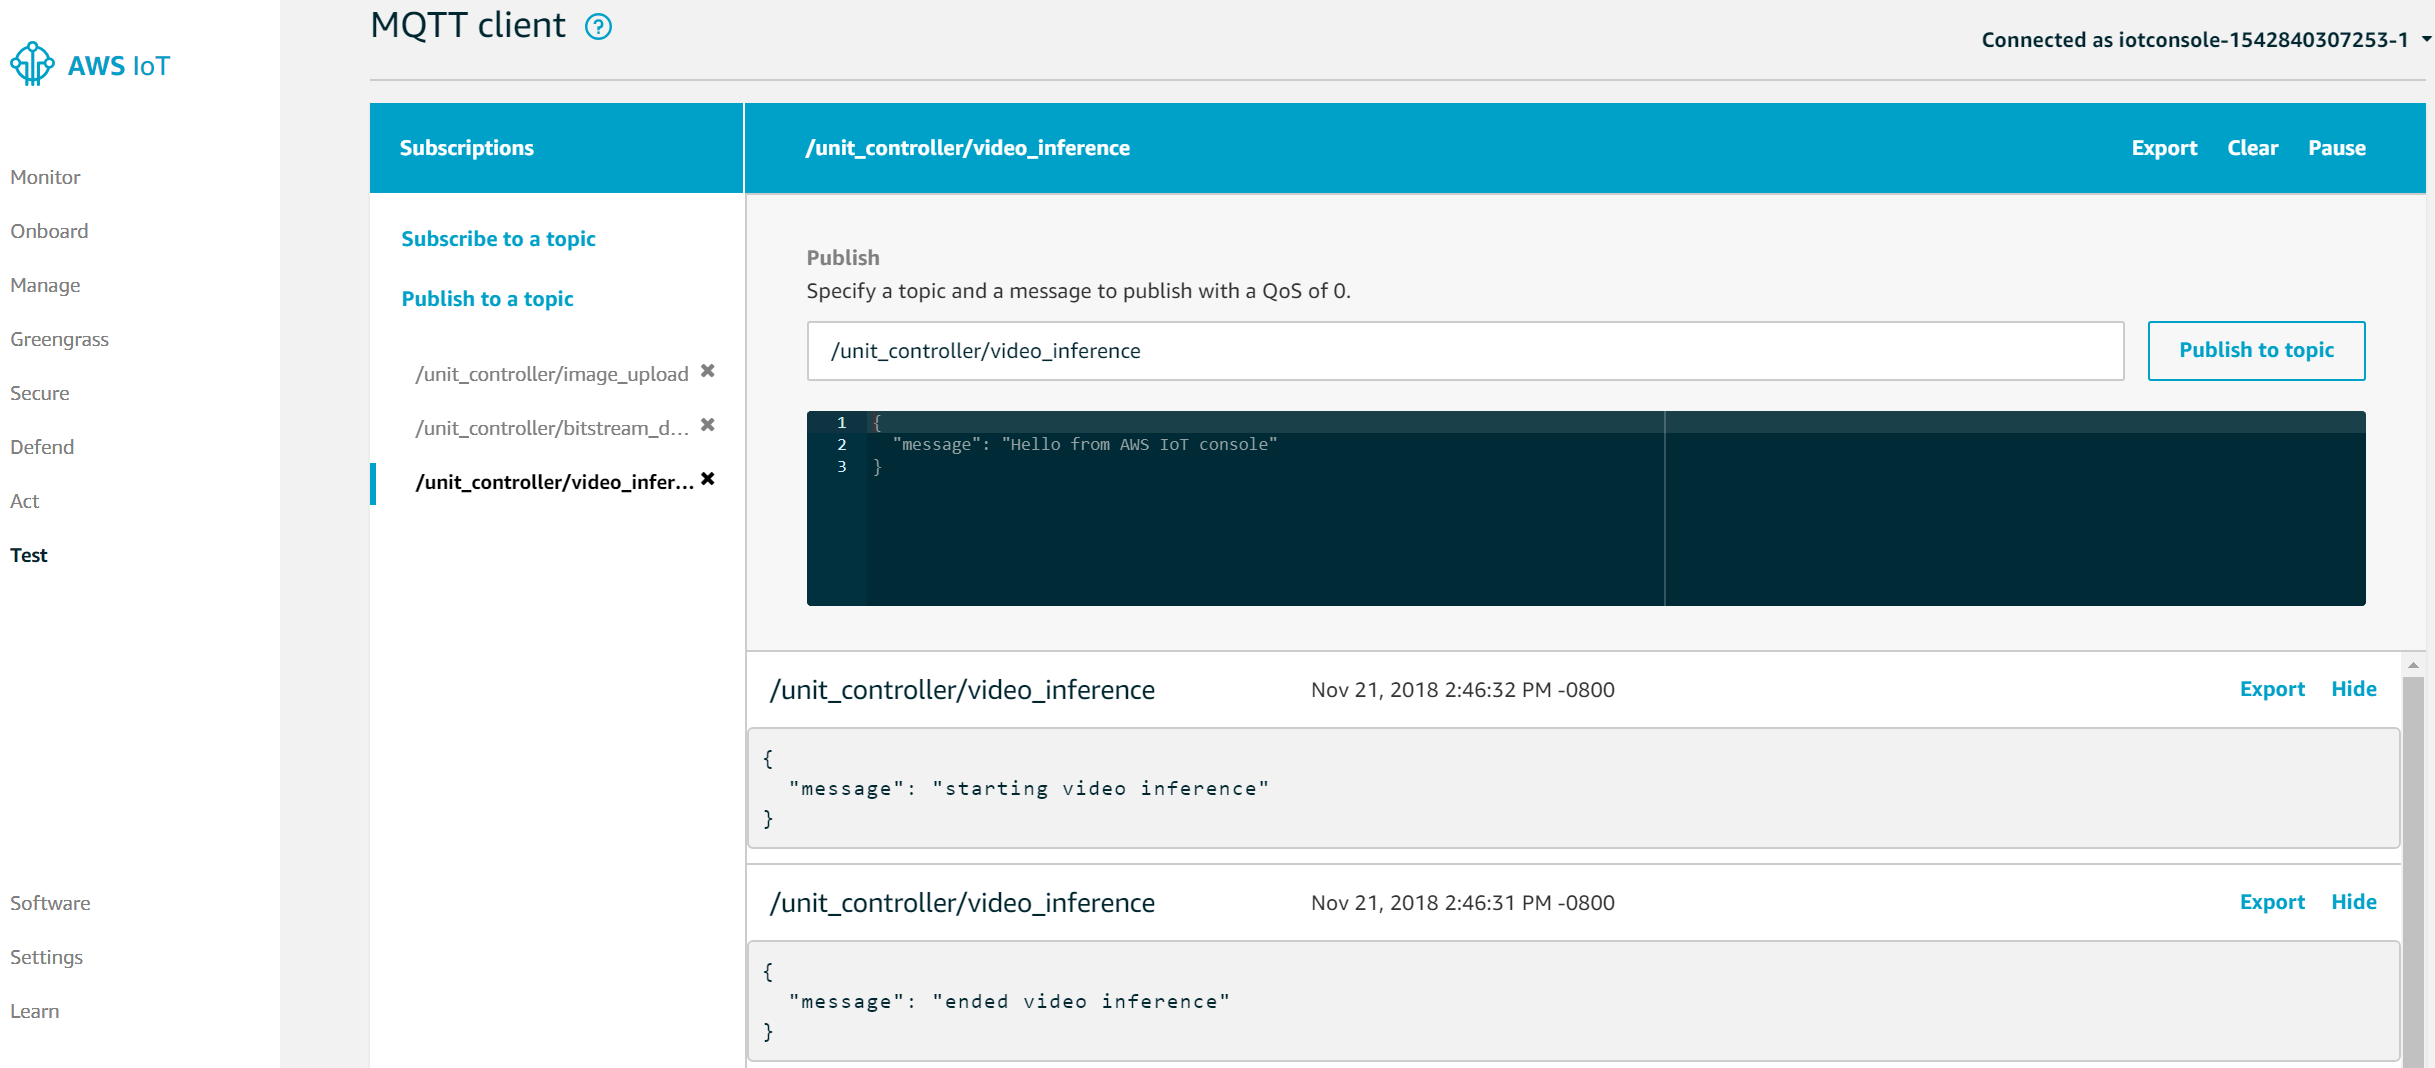 MQTT client ?
Connected as iotconsole-1542840307253-1
AWS IoT
Monitor
Onboard
Manage
Greengrass
Secure
Defend
Act
Test
Software
Settings
Learn
Subscriptions
Subscribe to a topic
Publish to a topic
/unit_controller/image_upload
/unit_controller/bitstream_d...
/unit_controller/video_infer...
/unit_controller/video_inference
Export Clear Pause
Publish
Specify a topic and a message to publish with a QoS of 0.
/unit_controller/video_inference
Publish to topic
1 {
2 "message": "Hello from AWS IoT console"
3 }
/unit_controller/video_inference Nov 21, 2018 2:46:32 PM -0800 Export Hide
{
"message": "starting video inference"
}
/unit_controller/video_inference Nov 21, 2018 2:46:31 PM -0800 Export Hide
{
"message": "ended video inference"
}